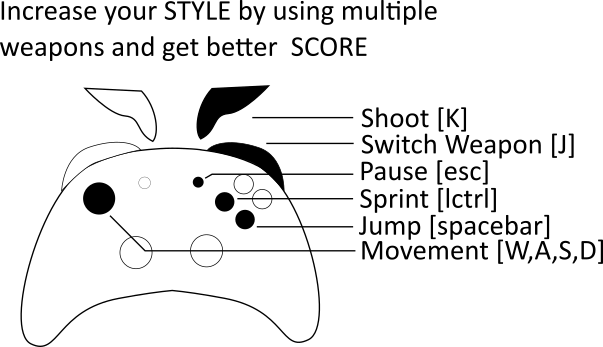 Increase your STYLE by using multiple
weapons and get better SCORE
Shoot [K]
Switch Weapon [J]
Pause [esc]
Sprint [lctrl]
Jump [spacebar]
Movement [W,A,S,D]